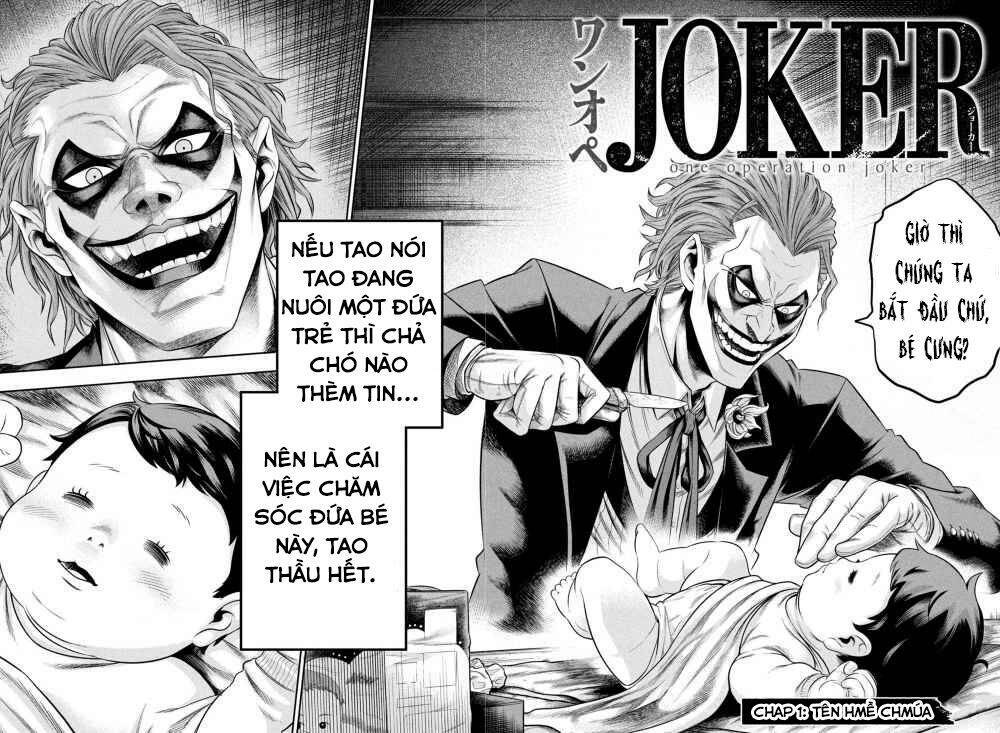 ワンオペ
JOKER
ジョーカー
one operation joker
GIỜ THÌ
CHÚNG TA
BẮT ĐẦU CHỨ,
BÉ CƯNG?
NẾU TAO NÓI
TAO ĐANG
NUÔI MỘT ĐỨA
TRẺ THÌ CHẢ
CHÓ NÀO
THÈM TIN...
NÊN LÀ CÁI
VIỆC CHĂM
SÓC ĐỨA BÉ
NÀY, TAO
THẦU HẾT.
CHAP 1: TÊN HMỀ CHMÚA